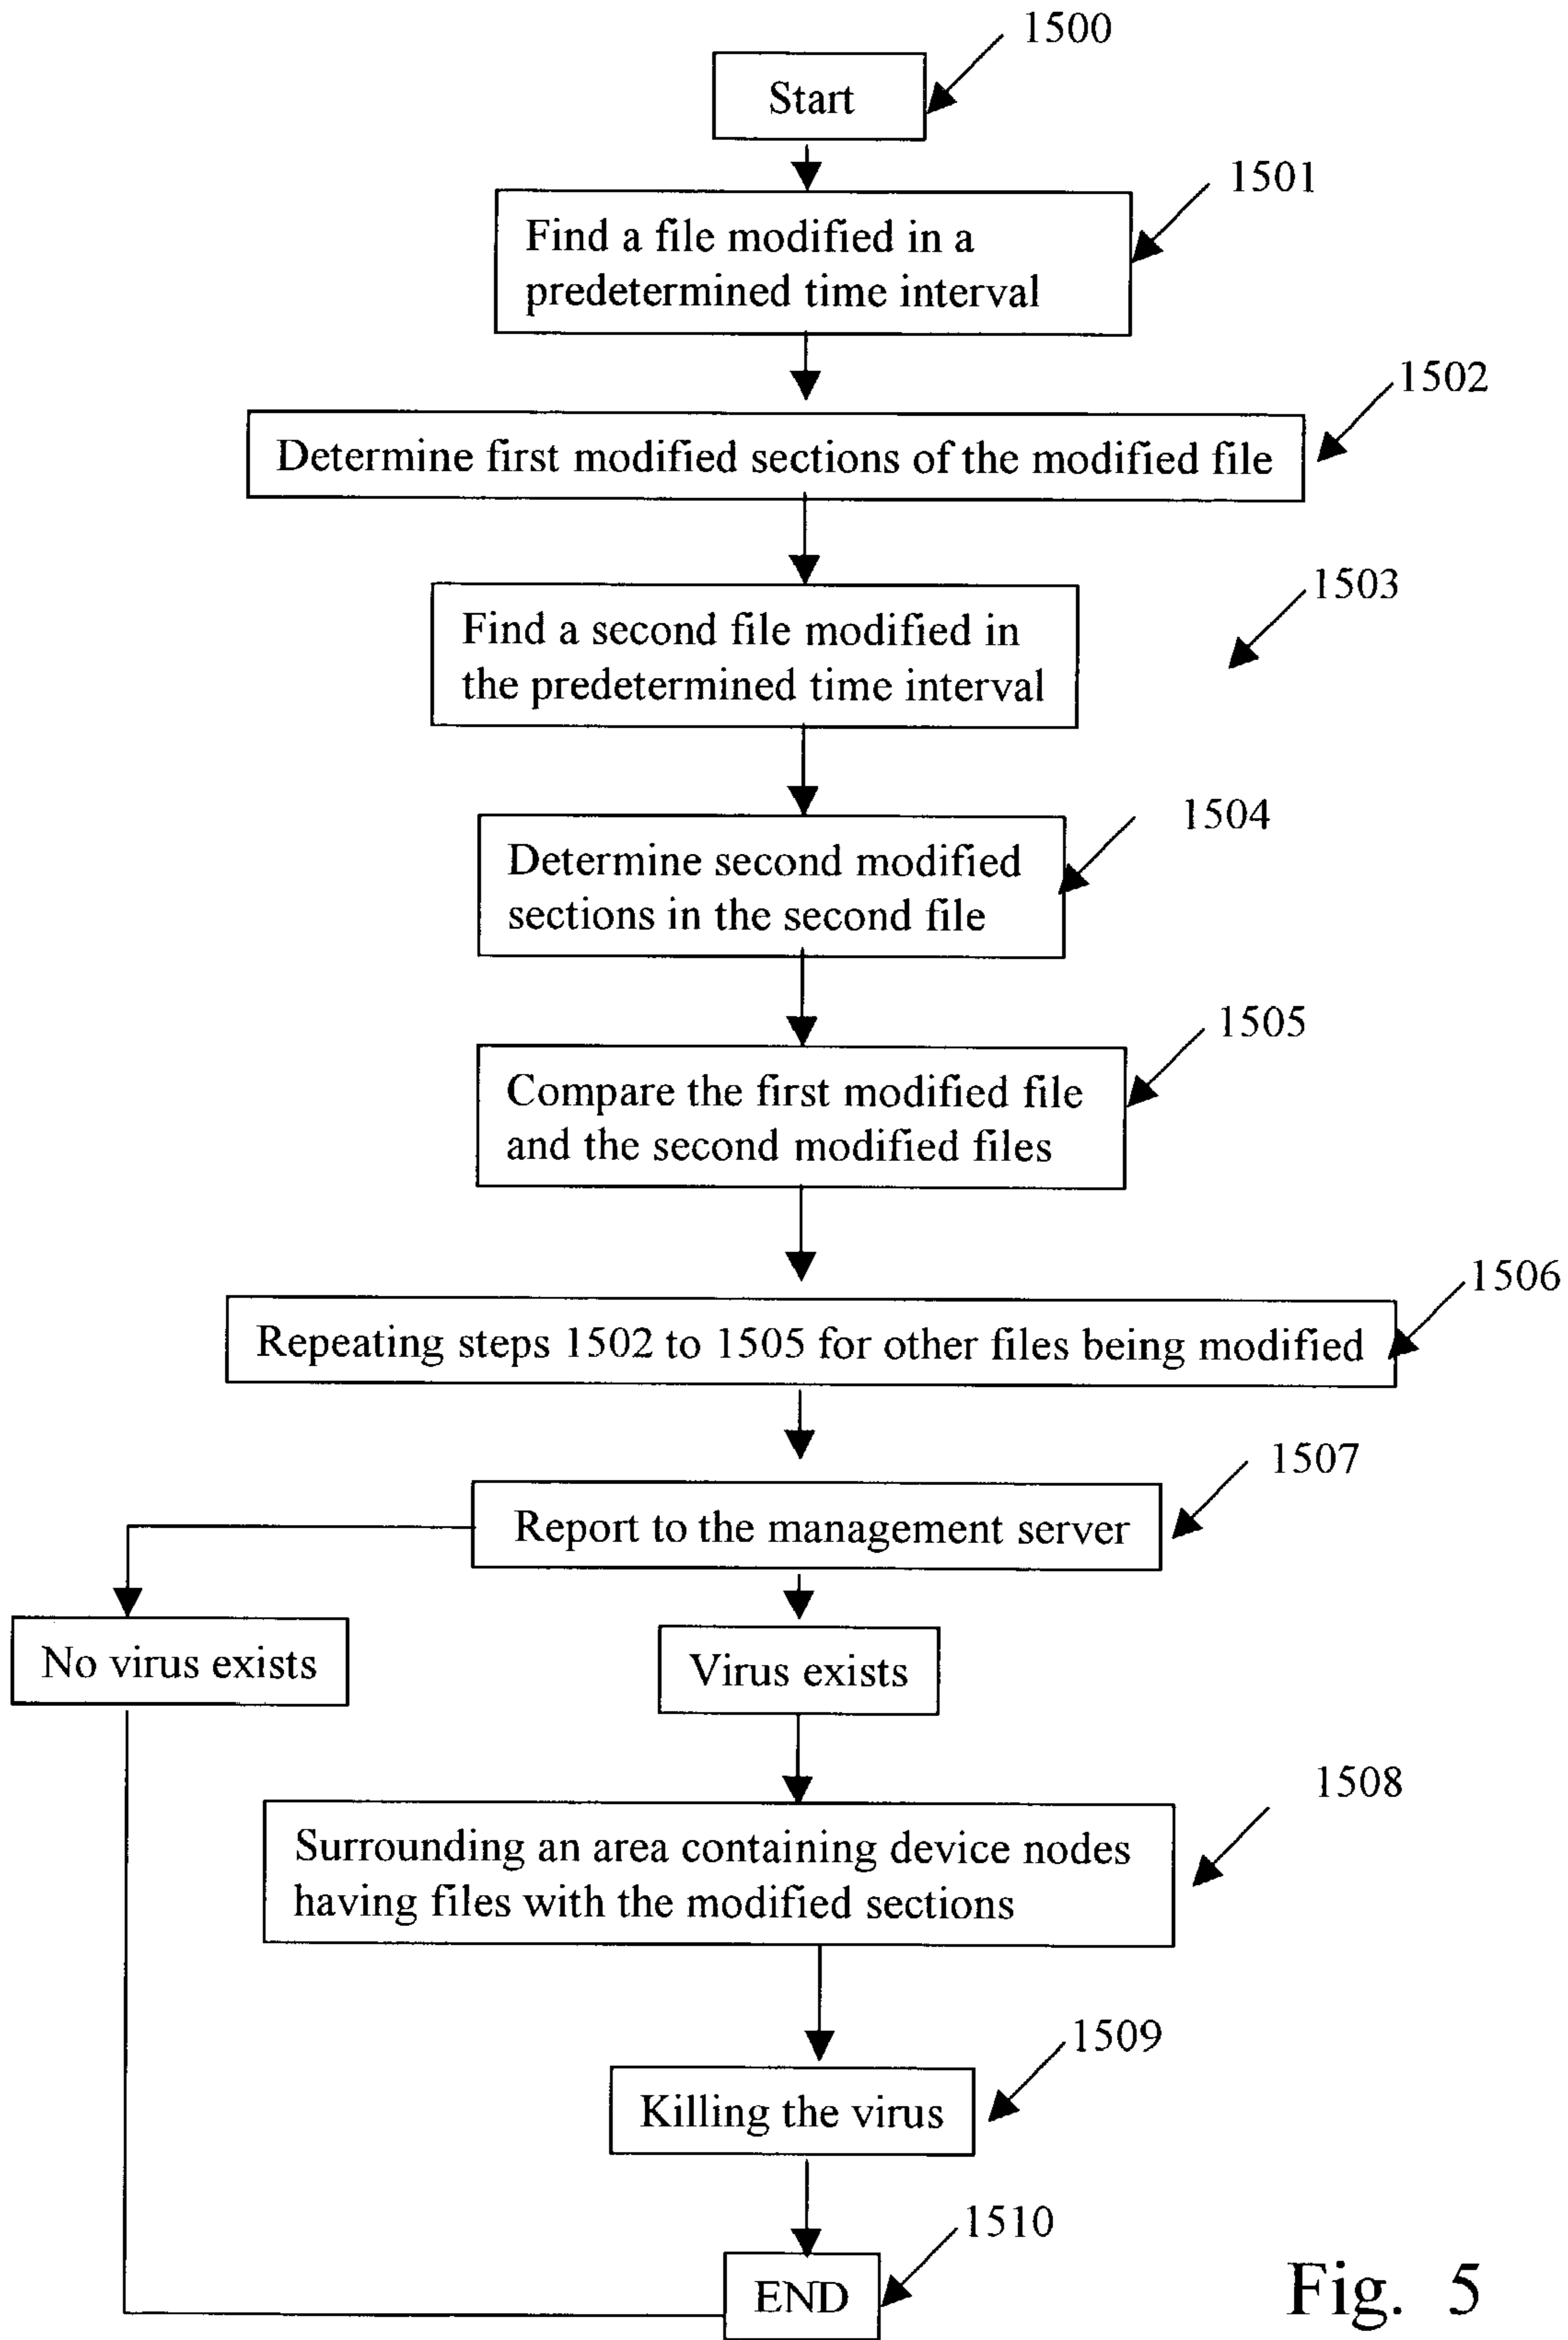 1500
Start
1501
Find a file modified in a
predetermined time interval
1502
Determine first modified sections of the modified file
1503
Find a second file modified in
the predetermined time interval
1504
Determine second modified
sections in the second file
1505
Compare the first modified file
and the second modified files
1506
Repeating steps 1502 to 1505 for other files being modified
1507
Report to the management server
No virus exists
Virus exists
1508
Surrounding an area containing device nodes
having files with the modified sections
1509
Killing the virus
1510
END
Fig. 5